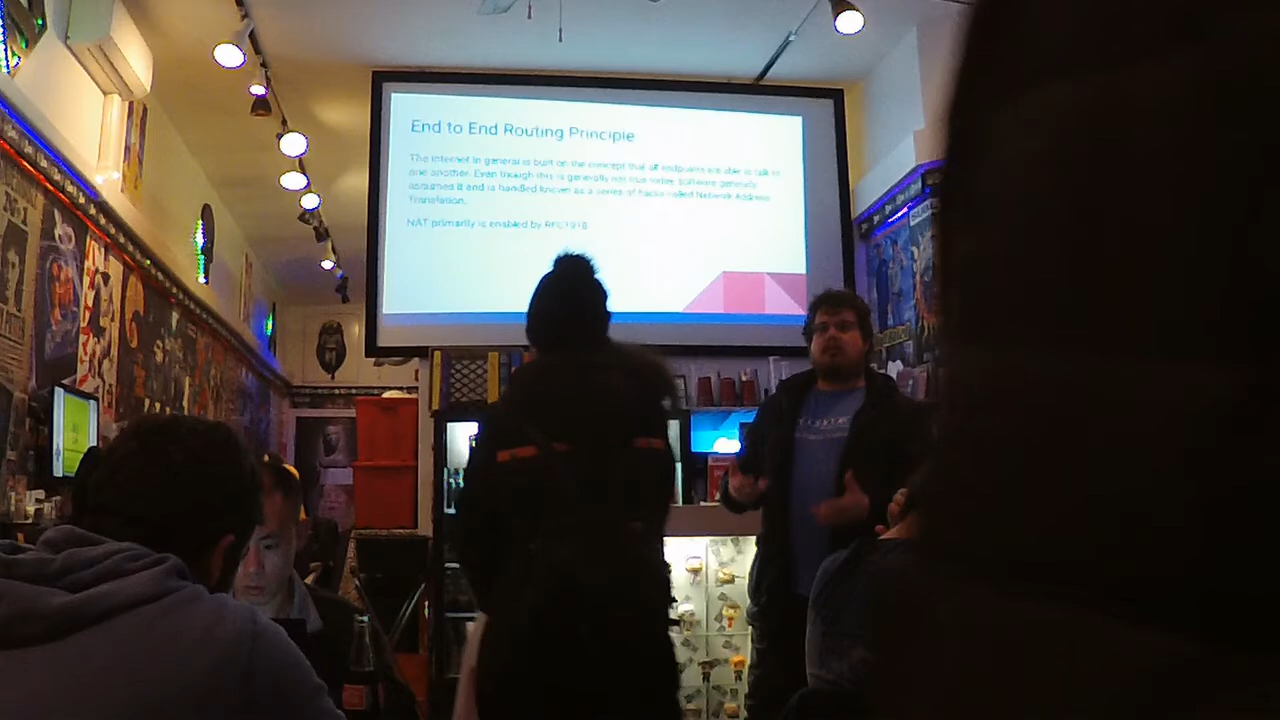 End to End Routing Principle
The internet in general is built on the concept that all endpoints are able to talk to
one another. Even though this is generally not true today software generally
assumes it and is handled known as a series of hacks called Network Address
Translation.
NAT primarily is enabled by RFC1918